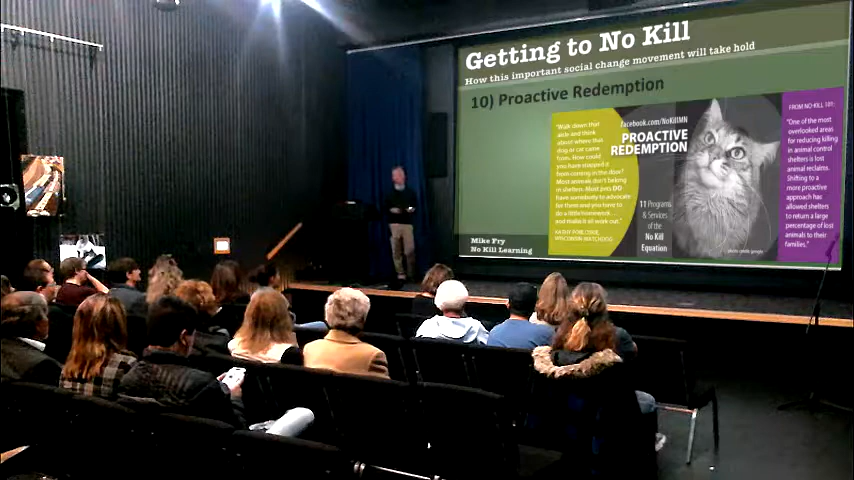 Getting to No Kill
How this important social change movement will take hold
10) Proactive Redemption
"Walk down that
aisle and think
about where that
dog or cat came
from. How could
you have stopped it
from coming in the door?
Most animals don't belong
in shelters. Most pets DO
have somebody to advocate
for them and you have to
do a little homework
and make it all work out."
WISCONSIN WATCHDOG
facebook.com/NoKillMN
PROACTIVE
REDEMPTION
11 Programs
& Services
of the
No Kill
Equation
FROM NO KILL 101:
"One of the most
overlooked areas
for reducing killing
in animal control
shelters is lost
animal reclaims.
Shifting to a
more proactive
approach has
allowed shelters
to return a large
percentage of lost
animals to their
families."
Mike Fry
No Kill Learning